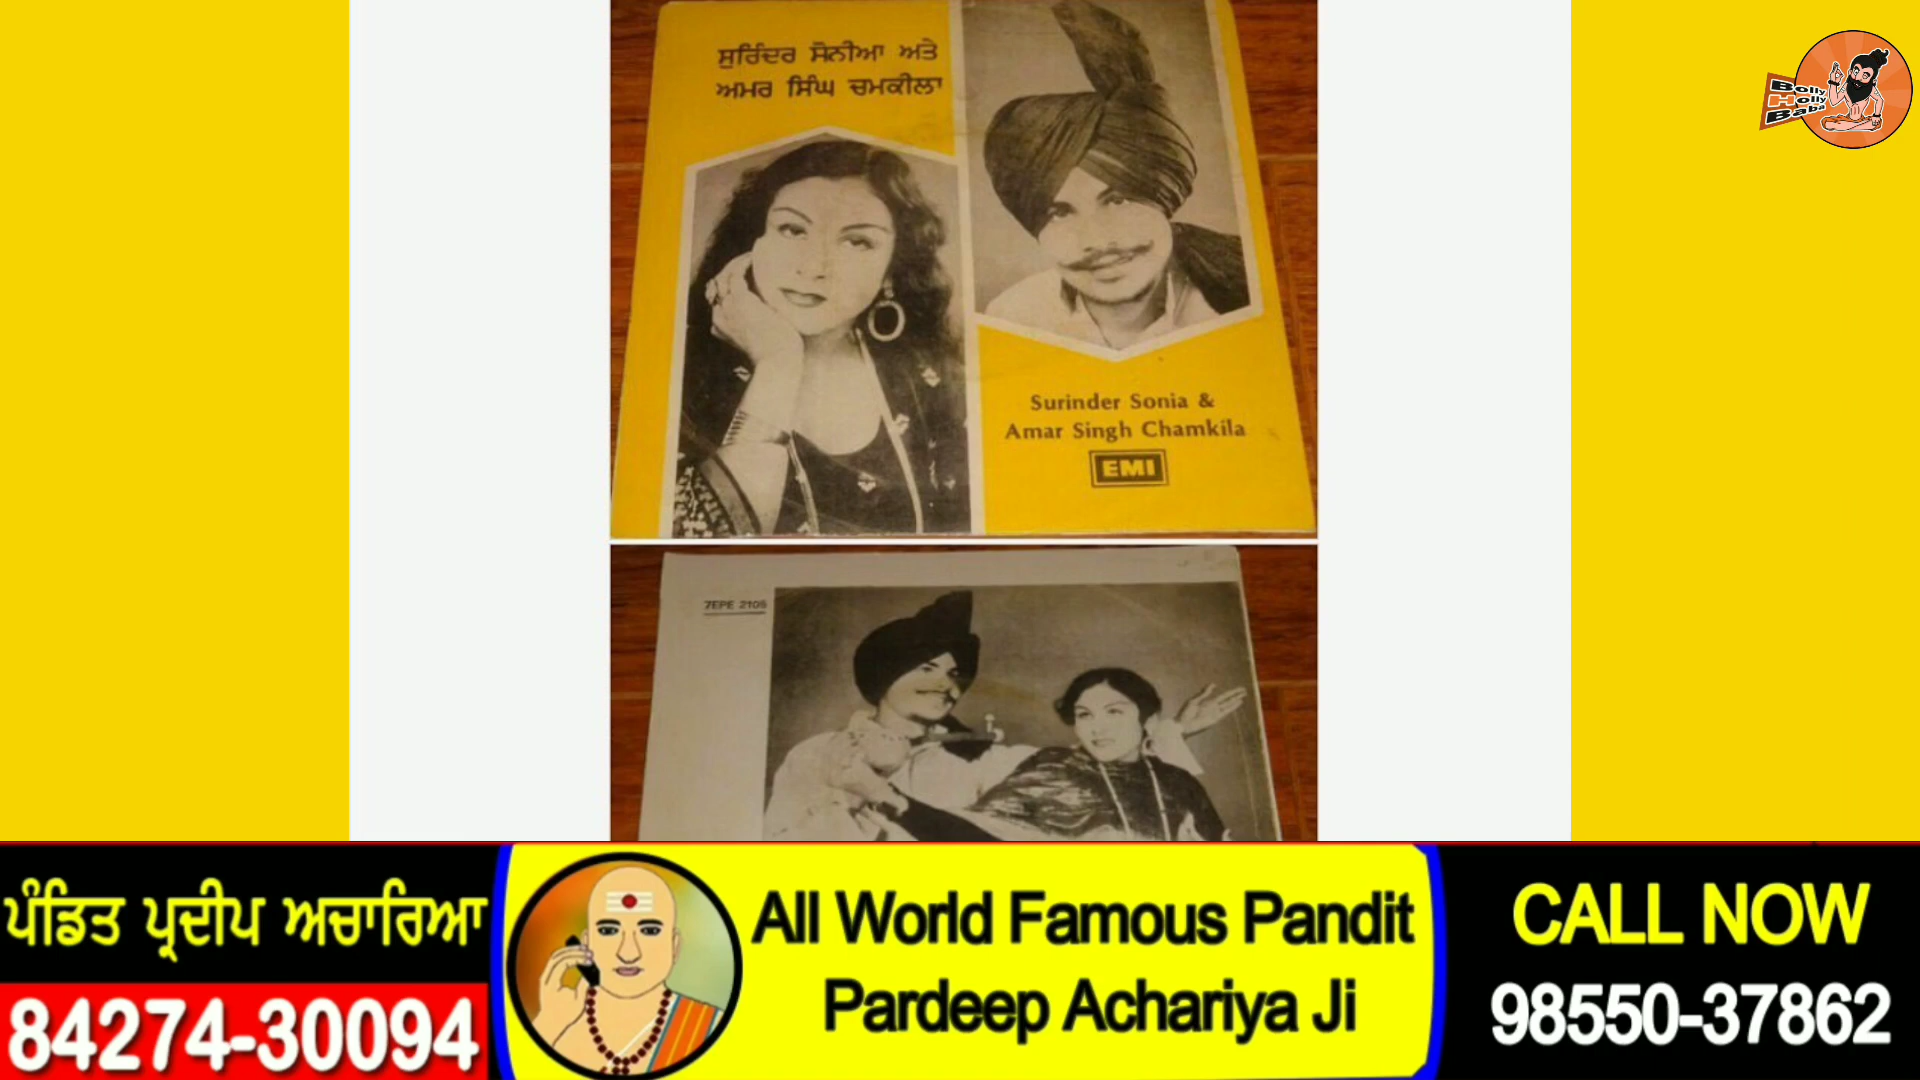 ਸੁਰਿੰਦਰ ਸੋਨੀਆ ਅਤੇ
ਅਮਰ ਸਿੰਘ ਚਮਕੀਲਾ
Bolly
Holly
Baba
Surinder Sonia &
Amar Singh Chamkila
EMI
7EPE 2105
ਪੰਡਿਤ ਪ੍ਰਦੀਪ ਅਚਾਰਿਆ
84274-30094
All World Famous Pandit
Pardeep Achariya Ji
CALL NOW
98550-37862